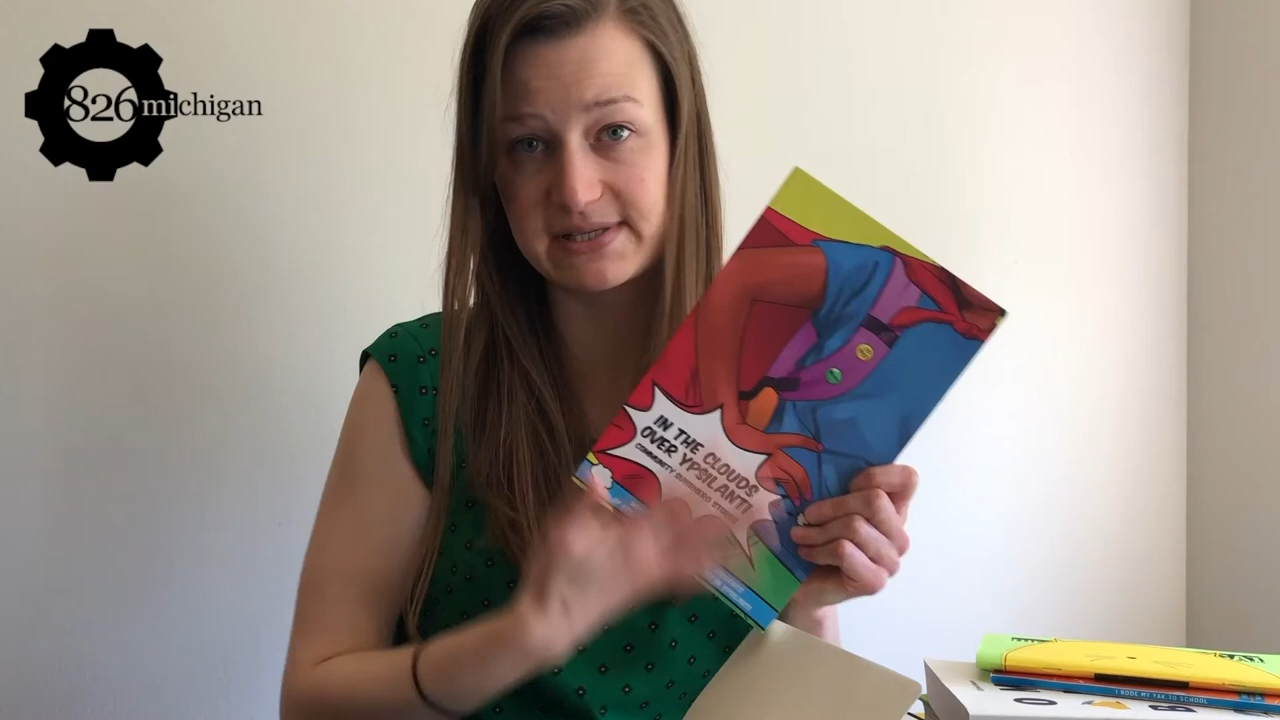 826michigan
IN THE CLOUDS
OVER YPSILANTI
COMMUNITY SUPERHERO STORIES
I RODE MY YAK TO SCHOOL